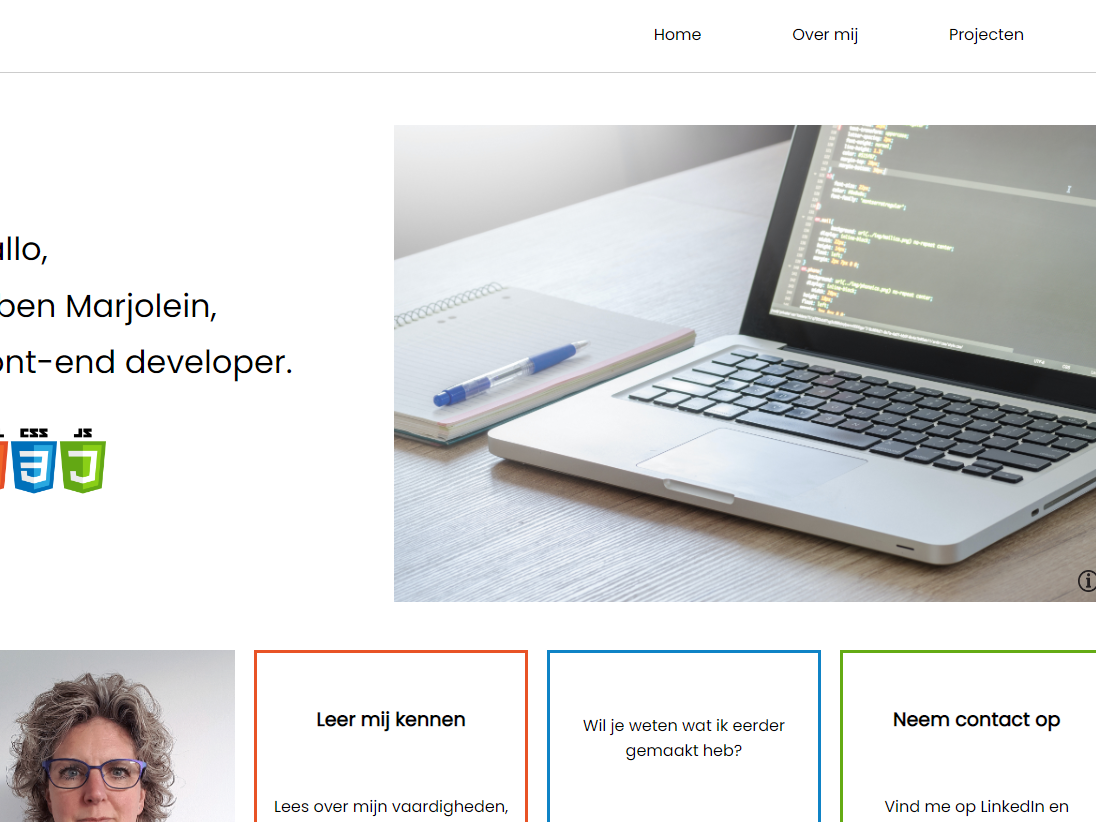 Home Over mij Projecten
allo,
ben Marjolein,
ont-end developer.
CSS JS
Leer mij kennen
Wil je weten wat ik eerder
gemaakt heb?
Neem contact op
Lees over mijn vaardigheden,
Vind me op LinkedIn en